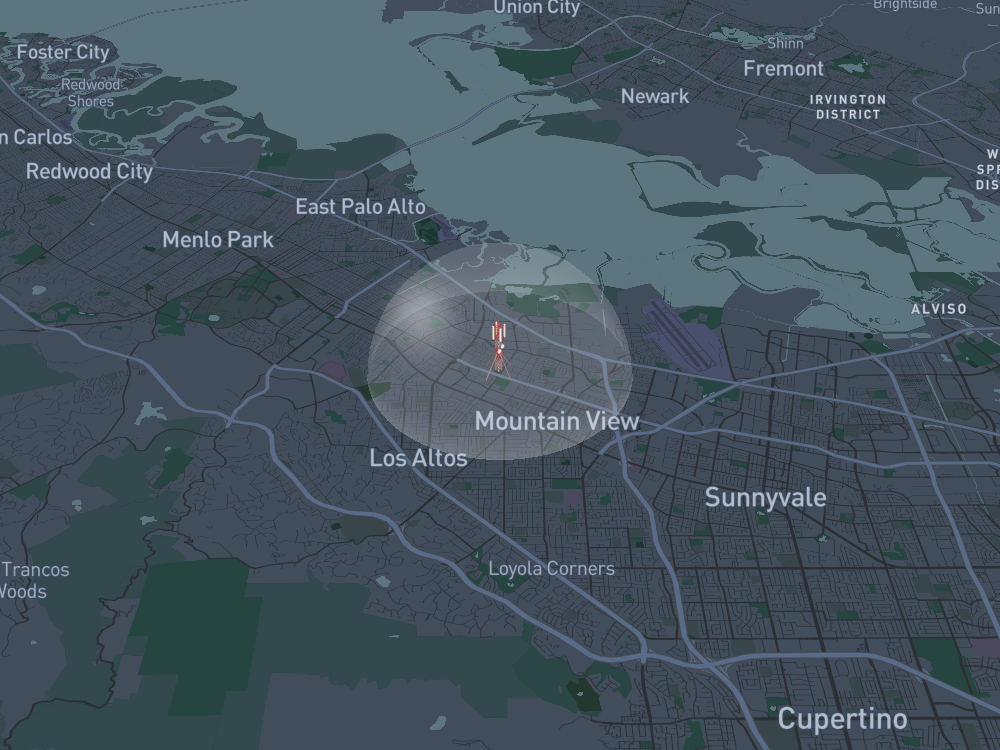 Union City
Brightside
Sun
Foster City
Shinn
Fremont
Redwood
Shores
Newark
IRVINGTON
DISTRICT
n Carlos
W
SPR
DIS
Redwood City
East Palo Alto
Menlo Park
ALVISO
Mountain View
Los Altos
Sunnyvale
Trancos
Woods
Loyola Corners
Cupertino